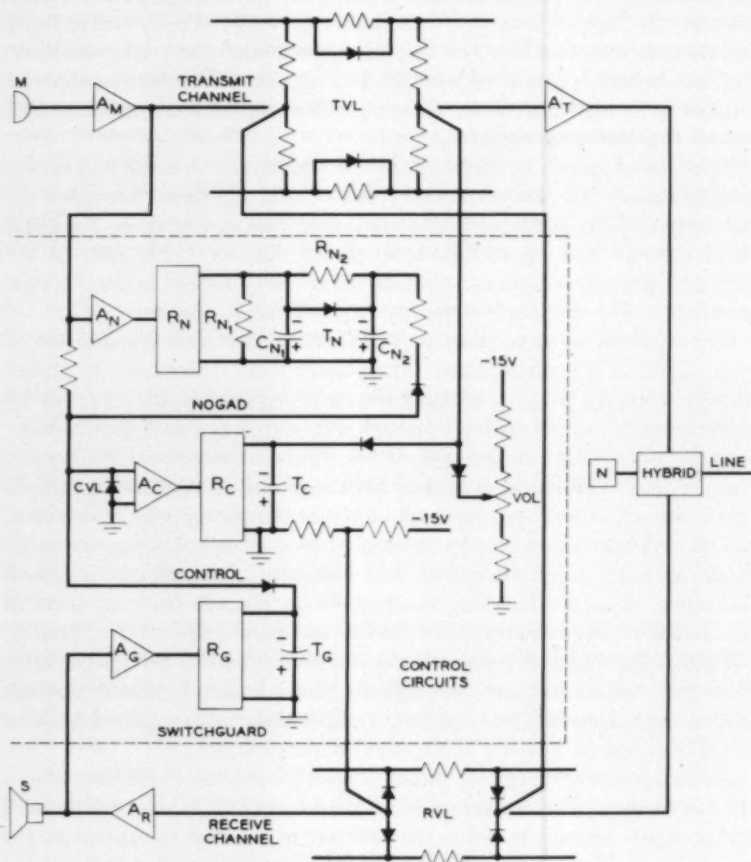 M
A_M
TRANSMIT
CHANNEL
TVL
A_T
R_N2
A_N
R_N
R_N1
C_N1
T_N
C_N2
−15V
NOGAD
CVL
A_C
R_C
T_C
VOL
N
HYBRID
LINE
−15V
CONTROL
A_G
R_G
T_G
CONTROL
CIRCUITS
SWITCHGUARD
S
A_R
RECEIVE
CHANNEL
RVL